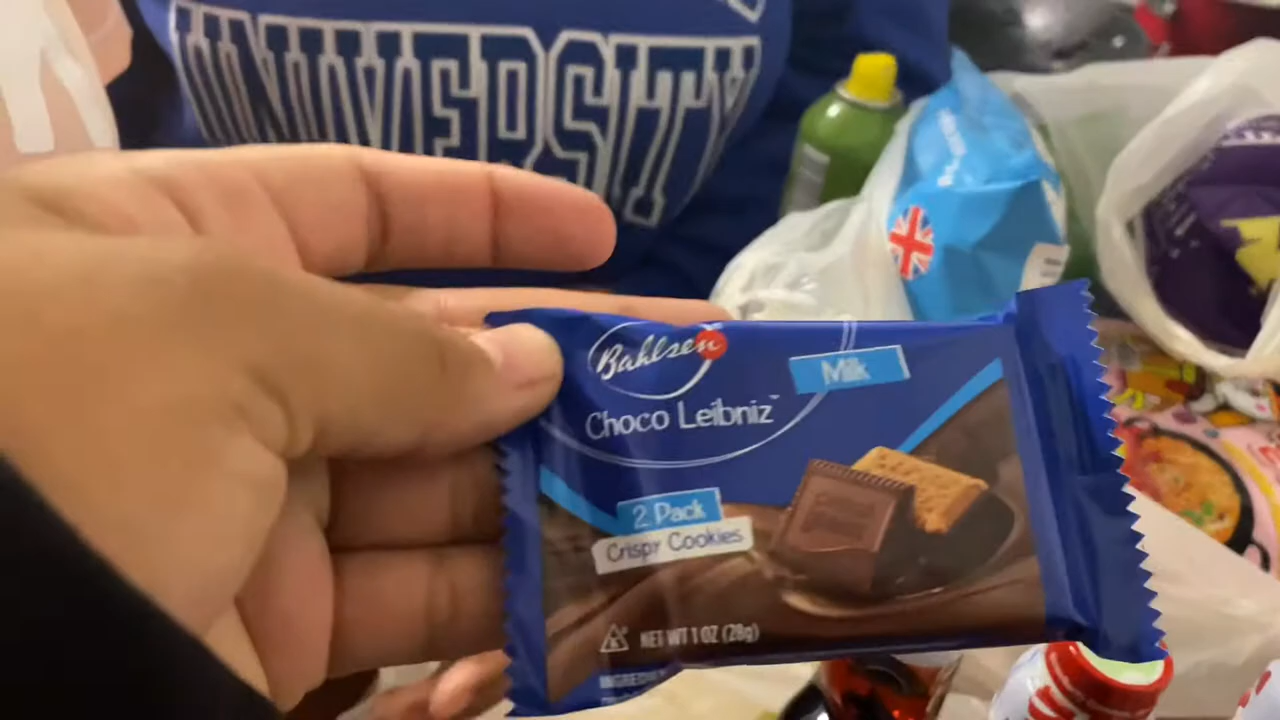 UNIVERSITY
Bahlsen
Milk
Choco Leibniz
2 Pack
Crispy Cookies
NET WT 1 OZ (28g)